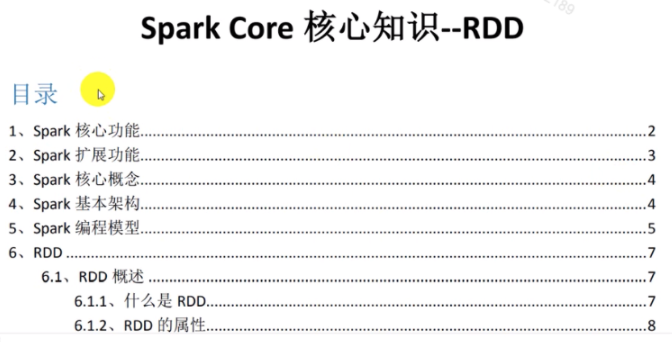 Spark Core 核心知识--RDD
目录
1、Spark 核心功能.......................................................2
2、Spark 扩展功能.......................................................3
3、Spark 核心概念.......................................................4
4、Spark 基本架构.......................................................4
5、Spark 编程模型.......................................................5
6、RDD.......................................................7
6.1、RDD 概述.......................................................7
6.1.1、什么是 RDD.......................................................7
6.1.2、RDD 的属性.......................................................8